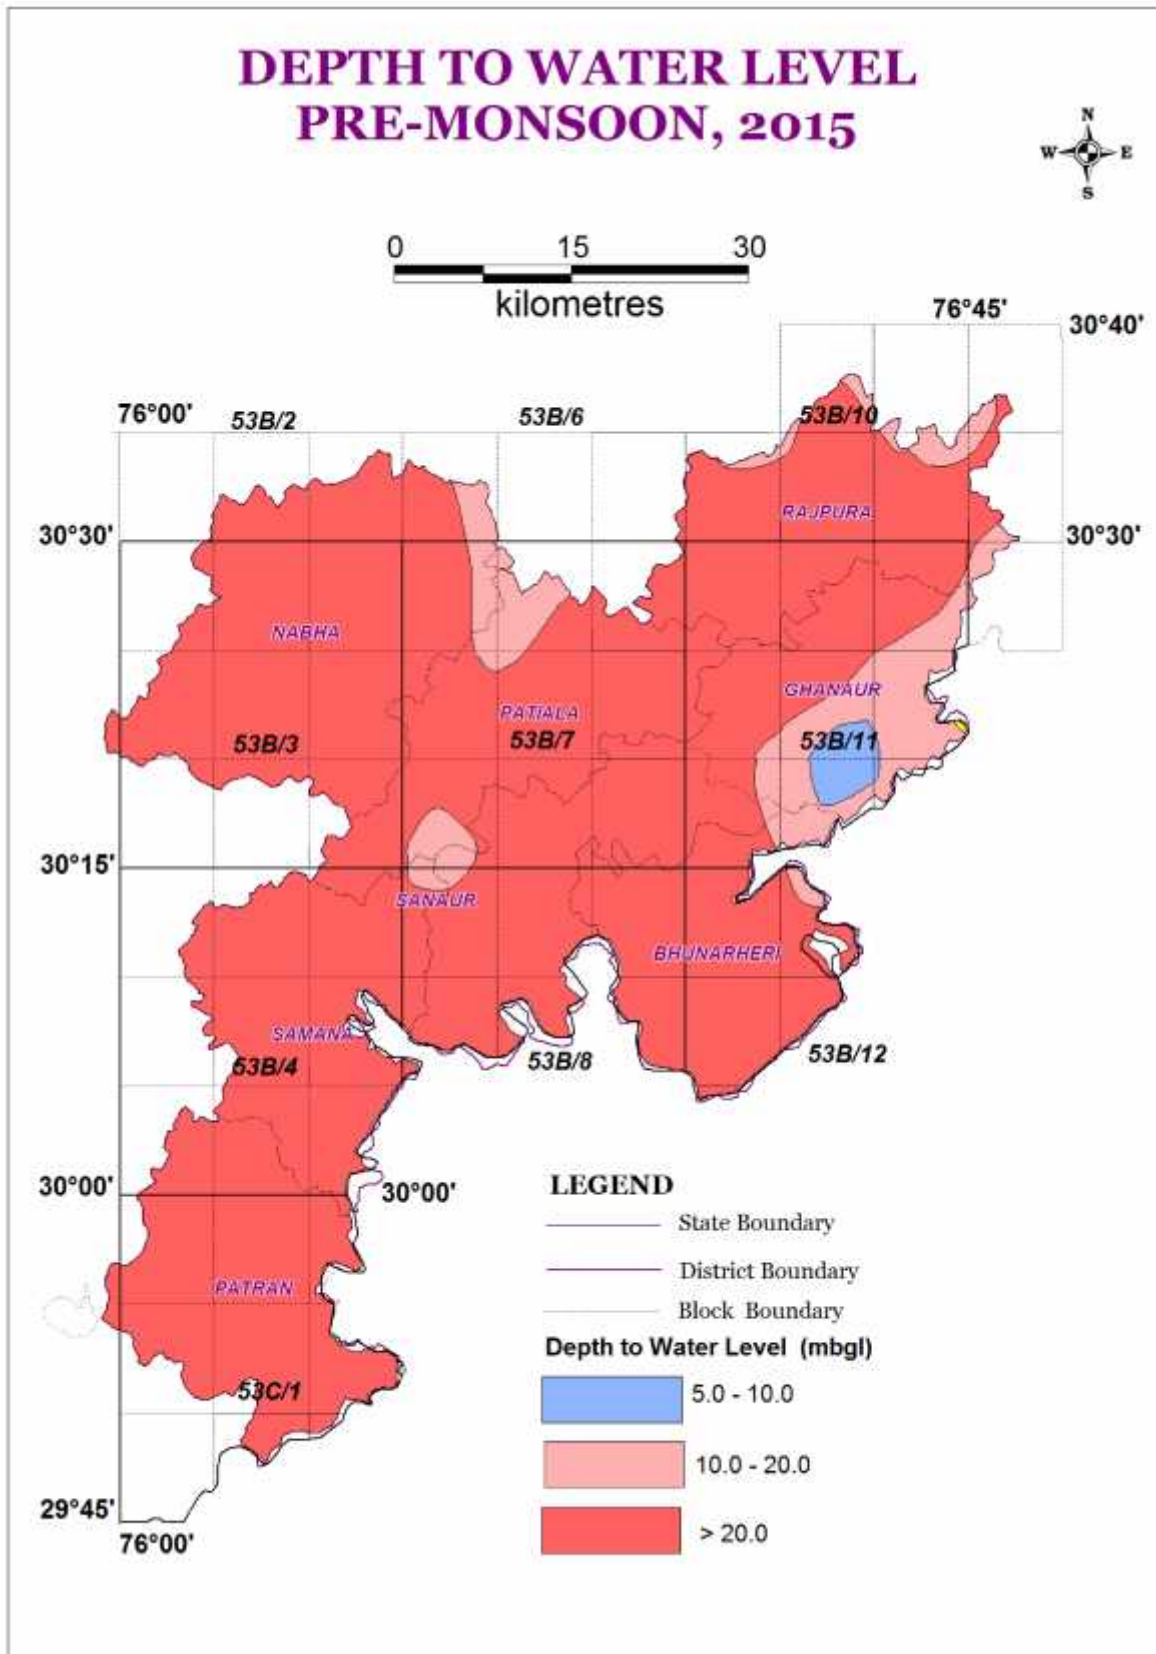 DEPTH TO WATER LEVEL
PRE-MONSOON, 2015
N
W E
S
0 15 30
kilometres
76°45'
30°40'
76°00'
53B/2
53B/6
53B/10
RAJPURA
30°30'
30°30'
NABHA
GHANAUR
PATIALA
53B/3
53B/7
53B/11
30°15'
SANAUR
BHUNARHERI
SAMANA
53B/4
53B/8
53B/12
30°00'
30°00'
LEGEND
State Boundary
District Boundary
Block Boundary
PATRAN
Depth to Water Level (mbgl)
53C/1
5.0 - 10.0
10.0 - 20.0
29°45'
> 20.0
76°00'